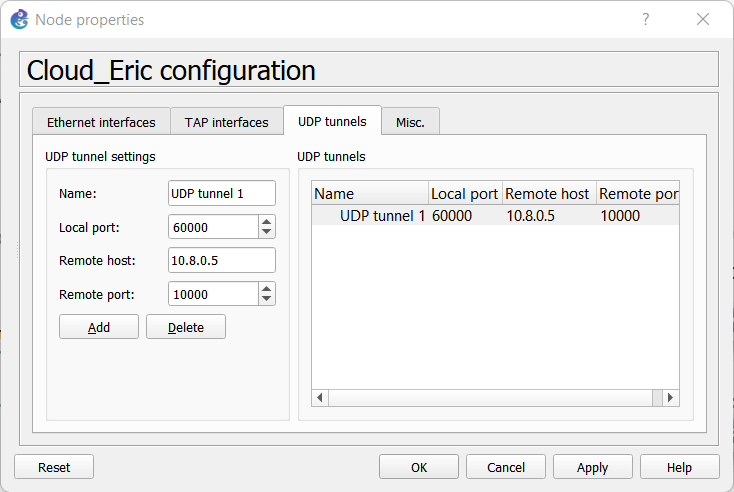 Node properties
?
Cloud_Eric configuration
Ethernet interfaces TAP interfaces UDP tunnels Misc.
UDP tunnel settings
Name: UDP tunnel 1
Local port: 60000
Remote host: 10.8.0.5
Remote port: 10000
Add Delete
UDP tunnels
Name Local port Remote host Remote por
UDP tunnel 1 60000 10.8.0.5 10000
Reset OK Cancel Apply Help